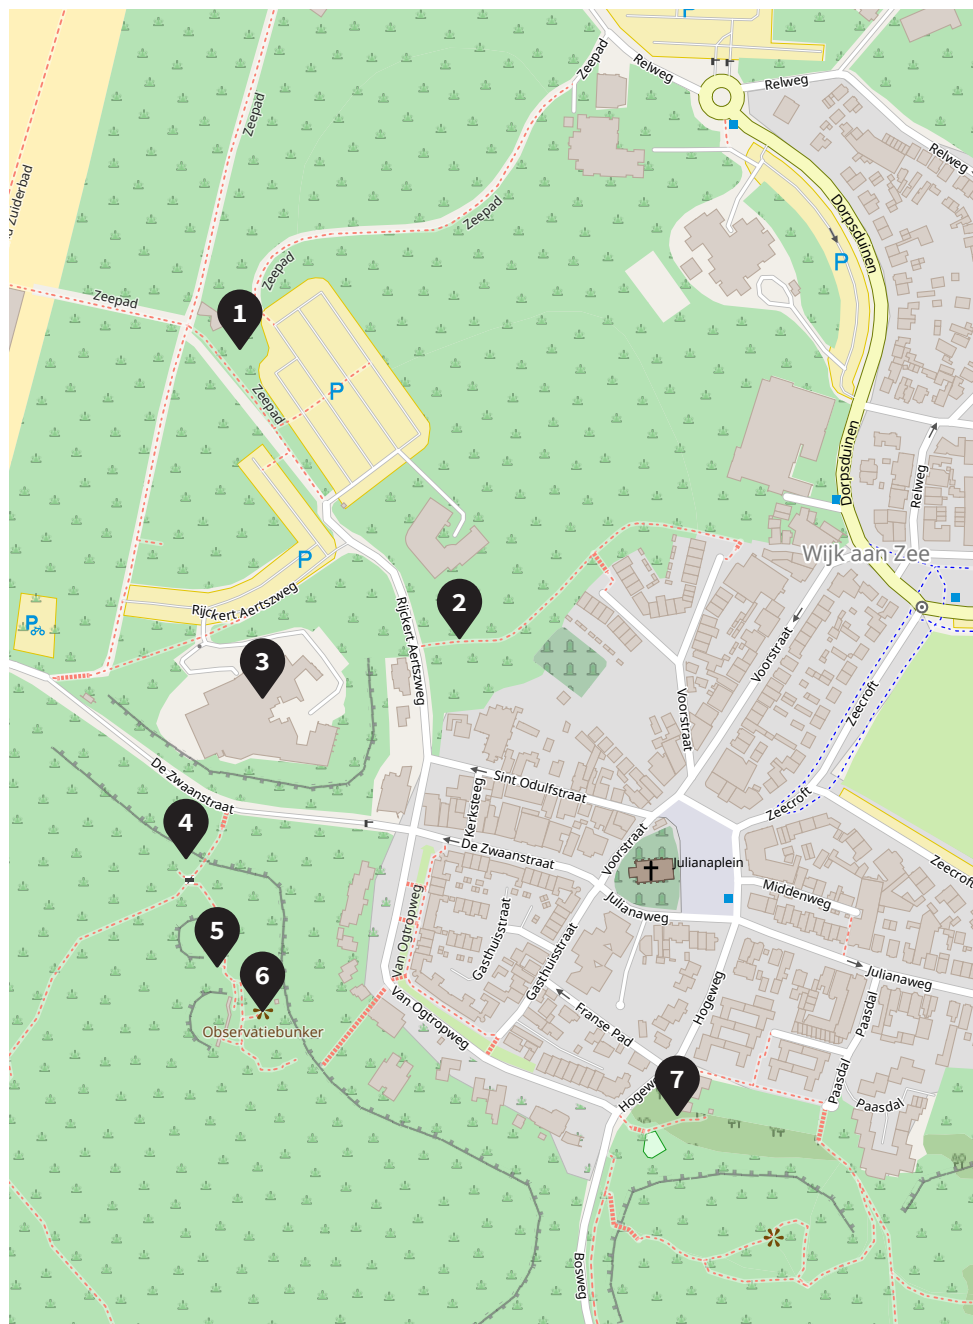 P
Zeepad
Relweg
Relweg
Zeepad
Relweg
Zuiderbad
Zeepad
Dorpsduinen
P
Zeepad
Zeepad
1
P
Zeepad
Dorpsduinen
Relweg
Wijk aan Zee
P
Rijckert Aertszweg
2
Rijckert Aertszweg
P
3
Voorstraat
Voorstraat
Zeecroft
De Zwaanstraat
Sint Odulfstraat
Kerksteeg
Zeecroft
4
De Zwaanstraat
Voorstraat
Julianaplein
Zeecroft
Middenweg
Julianaweg
Van Ogtropweg
Gasthuisstraat
Gasthuisstraat
5
6
Julianaweg
Hogeweg
Paasdal
Van Ogtropweg
Franse Pad
Observatiebunker
7
Hogeweg
Paasdal
Paasdal
Bosweg